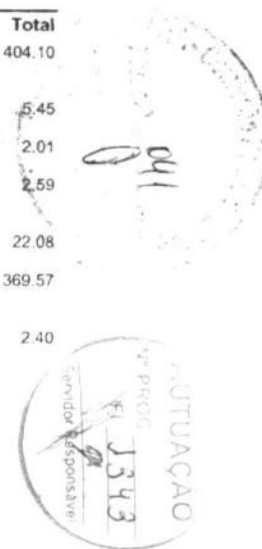 Total
404.10
5.45
2.01
2.59
22.08
369.57
2.40
AUTUAÇÃO
Nº PROC
Fl. 1343
Servidor Responsável